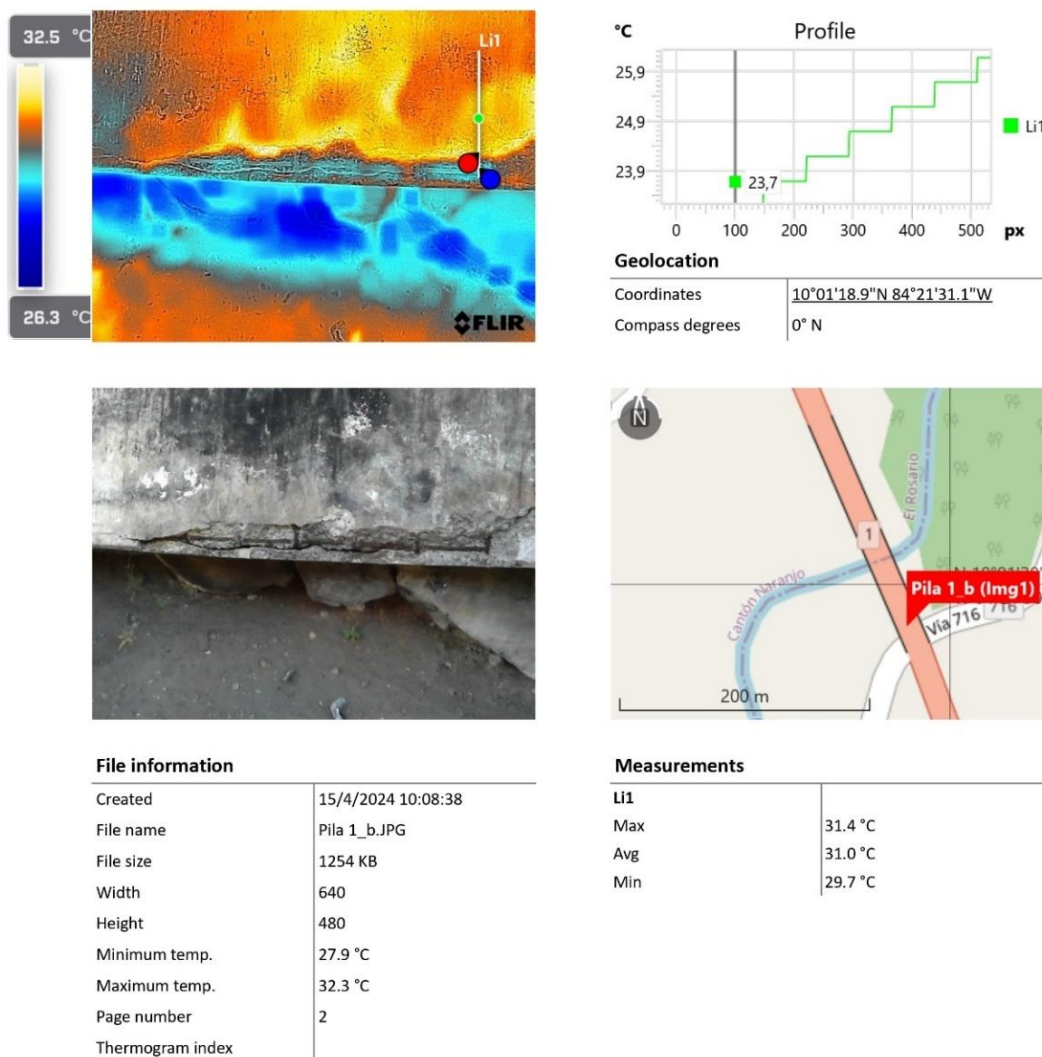 32.5 °C
Li1
26.3 °C
FLIR
°C
Profile
25,9
24,9
23,9
23,7
Li1
0 100 200 300 400 500 px
Geolocation
Coordinates 10°01'18.9"N 84°21'31.1"W
Compass degrees 0° N
N
El Rosario
1
Cantón Naranjo
Pila 1_b (Img1)
Vía 716 716
200 m
File information
Created 15/4/2024 10:08:38
File name Pila 1_b.JPG
File size 1254 KB
Width 640
Height 480
Minimum temp. 27.9 °C
Maximum temp. 32.3 °C
Page number 2
Thermogram index
Measurements
Li1
Max 31.4 °C
Avg 31.0 °C
Min 29.7 °C